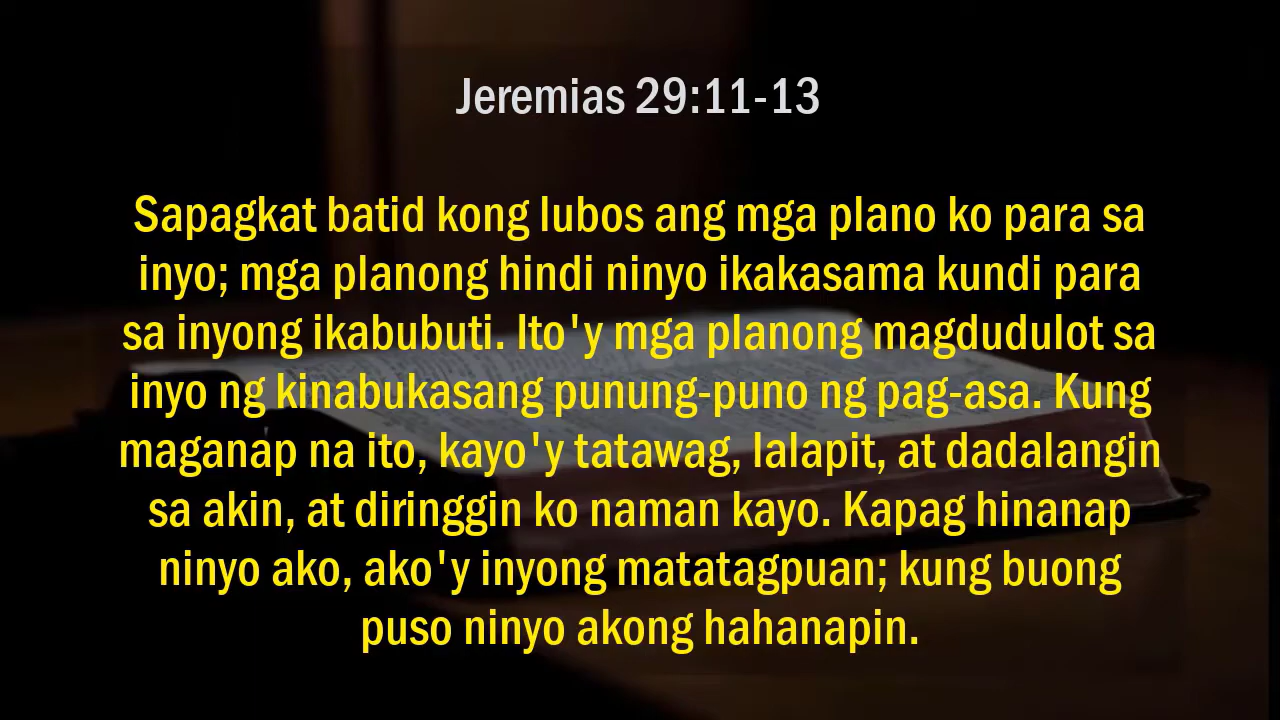 Jeremias 29:11-13
Sapagkat batid kong lubos ang mga plano ko para sa
inyo; mga planong hindi ninyo ikakasama kundi para
sa inyong ikabubuti. Ito'y mga planong magdudulot sa
inyo ng kinabukasang punung-puno ng pag-asa. Kung
maganap na ito, kayo'y tatawag, lalapit, at dadalangin
sa akin, at diringgin ko naman kayo. Kapag hinanap
ninyo ako, ako'y inyong matatagpuan; kung buong
puso ninyo akong hahanapin.